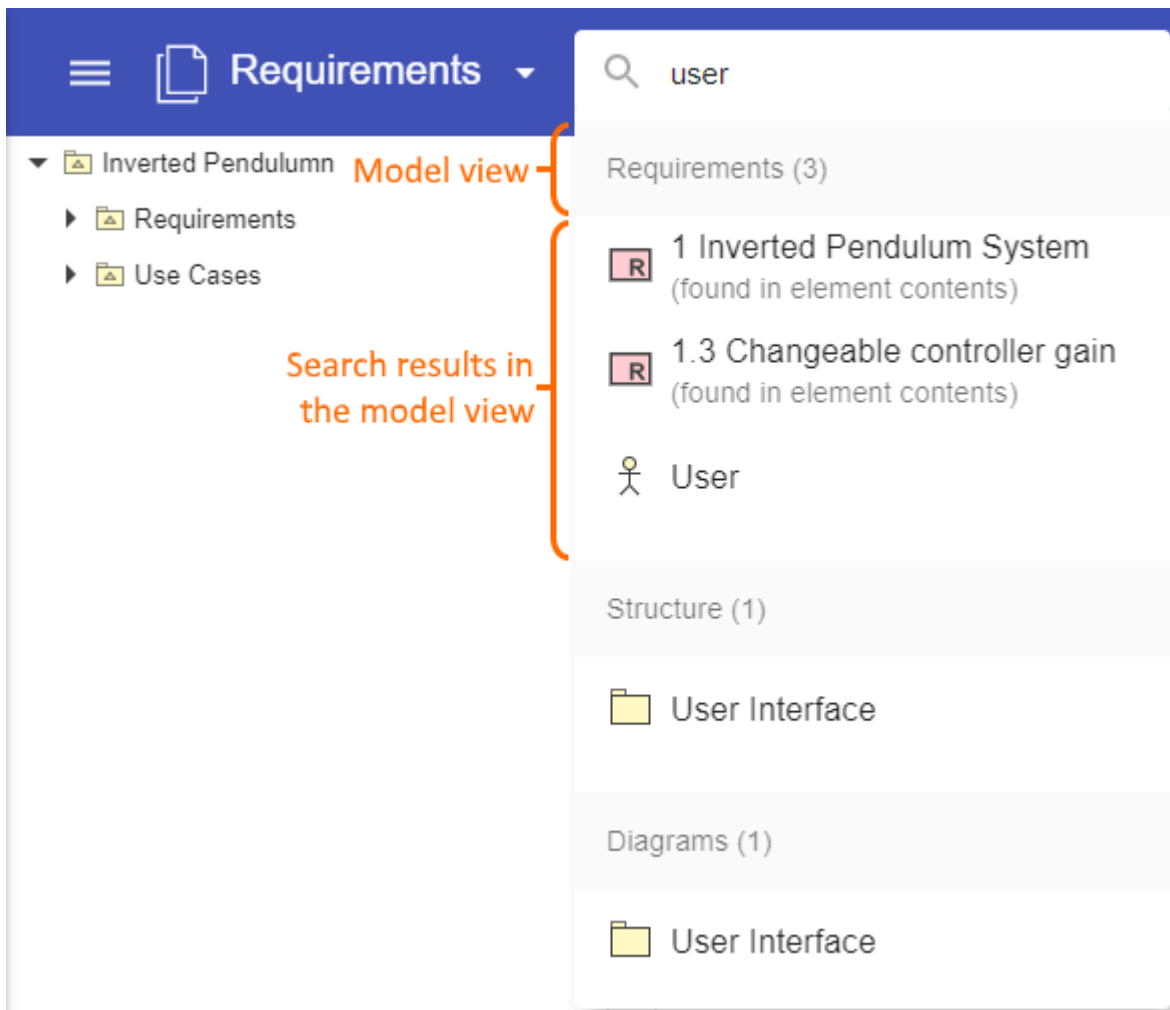 Requirements
user
Inverted Pendulumn
Requirements
Use Cases
Model view
Search results in
the model view
Requirements (3)
R 1 Inverted Pendulum System
(found in element contents)
R 1.3 Changeable controller gain
(found in element contents)
User
Structure (1)
User Interface
Diagrams (1)
User Interface